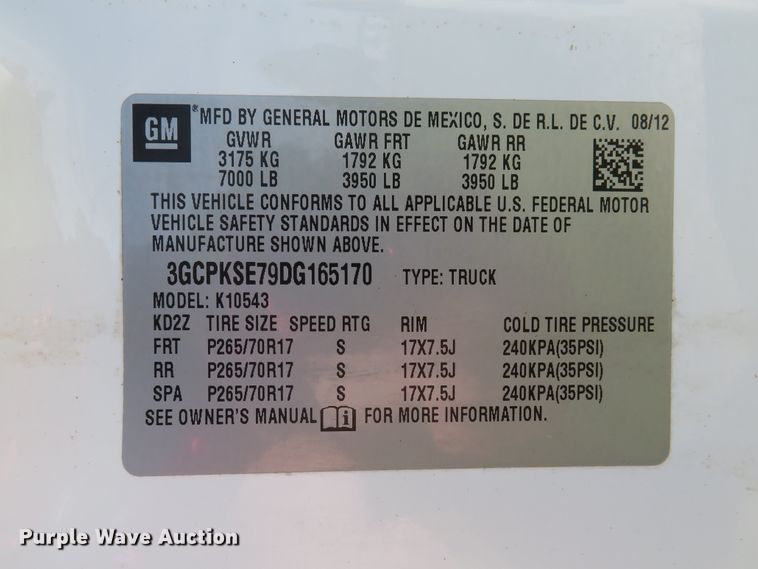 GM
®MFD BY GENERAL MOTORS DE MEXICO, S. DE R.L. DE C.V. 08/12
GVWR GAWR FRT GAWR RR
3175 KG 1792 KG 1792 KG
7000 LB 3950 LB 3950 LB
THIS VEHICLE CONFORMS TO ALL APPLICABLE U.S. FEDERAL MOTOR
VEHICLE SAFETY STANDARDS IN EFFECT ON THE DATE OF
MANUFACTURE SHOWN ABOVE.
3GCPKSE79DG165170 TYPE: TRUCK
MODEL: K10543
KD2Z TIRE SIZE SPEED RTG RIM COLD TIRE PRESSURE
FRT P265/70R17 S 17X7.5J 240KPA(35PSI)
RR P265/70R17 S 17X7.5J 240KPA(35PSI)
SPA P265/70R17 S 17X7.5J 240KPA(35PSI)
SEE OWNER'S MANUAL i FOR MORE INFORMATION.
Purple Wave Auction